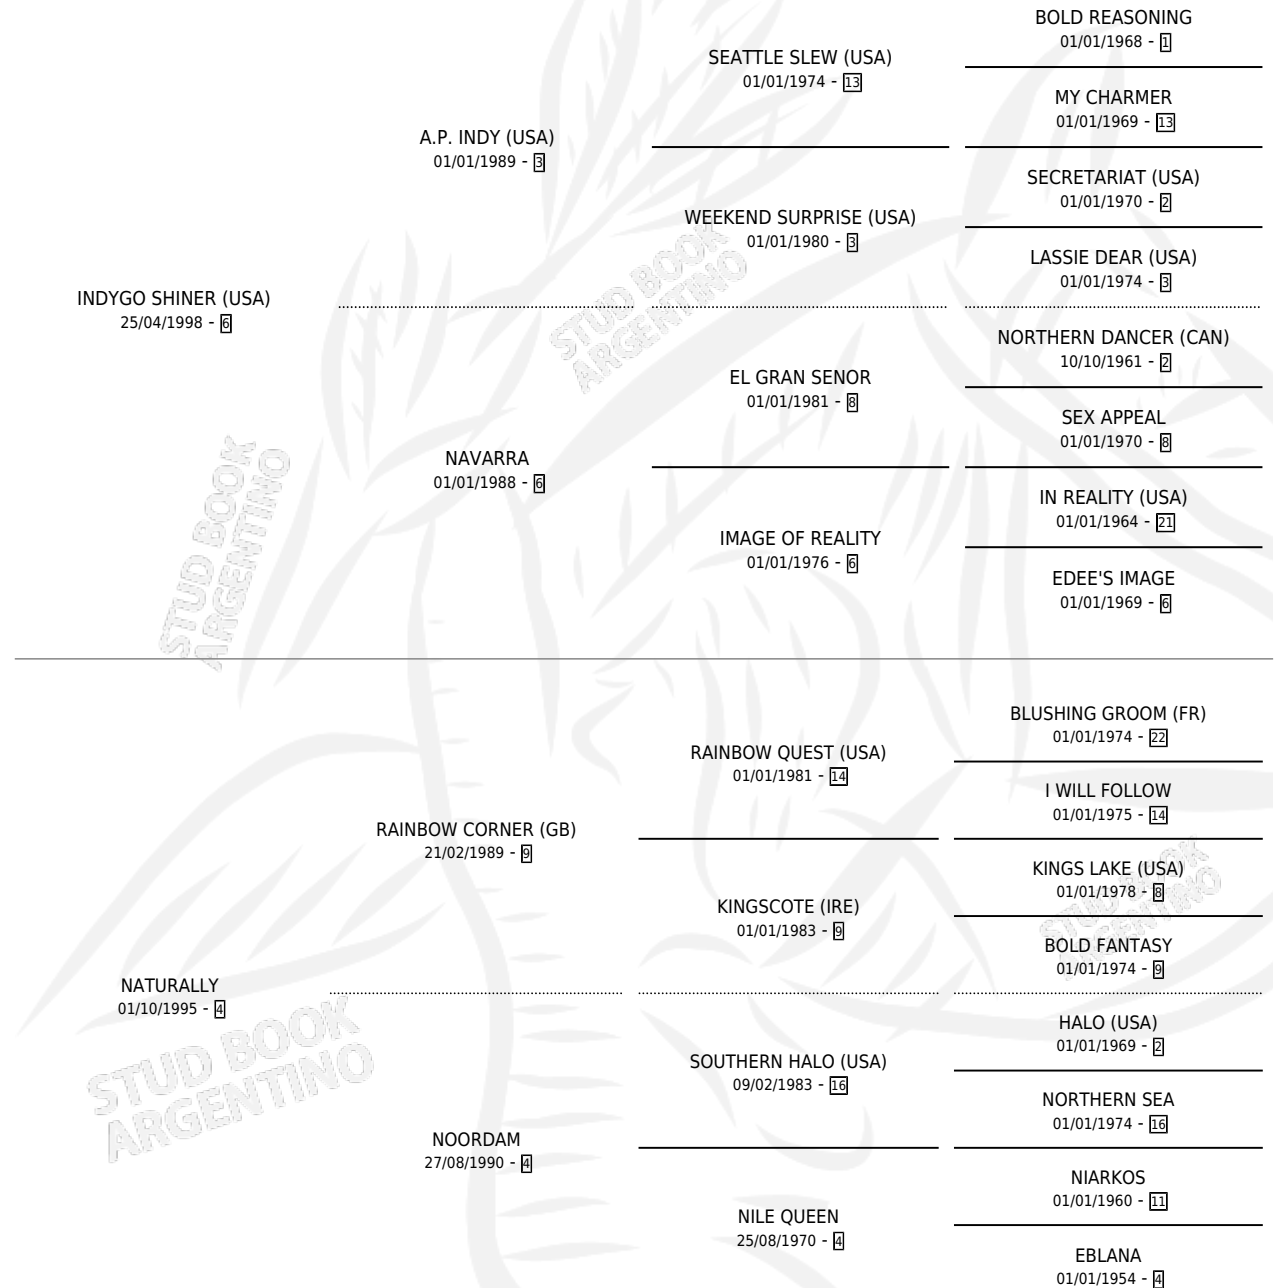 BOLD REASONING
01/01/1968 - 1
SEATTLE SLEW (USA)
01/01/1974 - 13
MY CHARMER
01/01/1969 - 13
A.P. INDY (USA)
01/01/1989 - 3
SECRETARIAT (USA)
01/01/1970 - 2
WEEKEND SURPRISE (USA)
01/01/1980 - 3
LASSIE DEAR (USA)
01/01/1974 - 3
INDYGO SHINER (USA)
25/04/1998 - 6
NORTHERN DANCER (CAN)
10/10/1961 - 2
EL GRAN SENOR
01/01/1981 - 8
SEX APPEAL
01/01/1970 - 8
NAVARRA
01/01/1988 - 6
IN REALITY (USA)
01/01/1964 - 21
IMAGE OF REALITY
01/01/1976 - 6
EDEE'S IMAGE
01/01/1969 - 6
BLUSHING GROOM (FR)
01/01/1974 - 22
RAINBOW QUEST (USA)
01/01/1981 - 14
I WILL FOLLOW
01/01/1975 - 14
RAINBOW CORNER (GB)
21/02/1989 - 9
KINGS LAKE (USA)
01/01/1978 - 8
KINGSCOTE (IRE)
01/01/1983 - 9
BOLD FANTASY
01/01/1974 - 9
NATURALLY
01/10/1995 - 4
HALO (USA)
01/01/1969 - 2
SOUTHERN HALO (USA)
09/02/1983 - 16
NORTHERN SEA
01/01/1974 - 16
NOORDAM
27/08/1990 - 4
NIARKOS
01/01/1960 - 11
NILE QUEEN
25/08/1970 - 4
EBLANA
01/01/1954 - 4
STUD BOOK
ARGENTINO
STUD BOOK
ARGENTINO
STUD BOOK
ARGENTINO
STUD BOOK
ARGENTINO